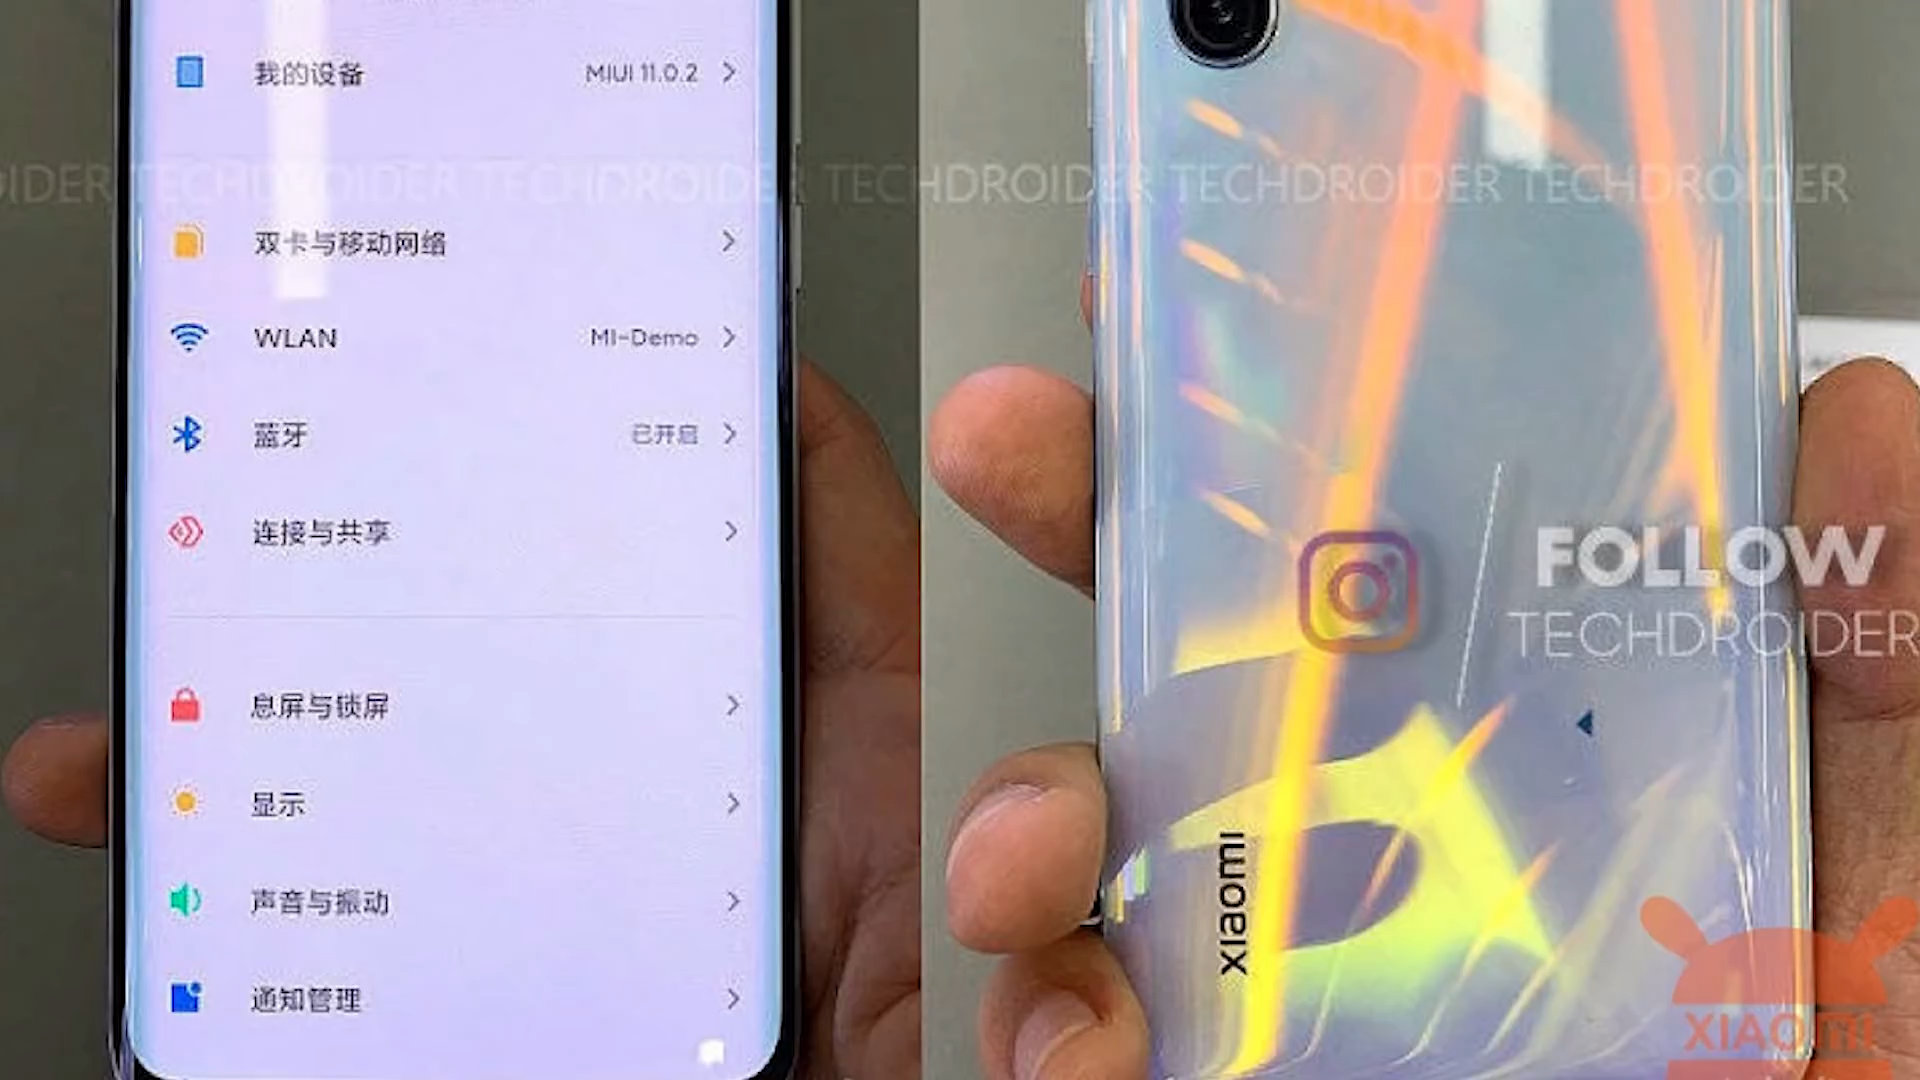 我的设备 MIUI 11.0.2
TECHDROIDER TECHDROIDER TECHDROIDER TECHDROIDER TECHDROIDER
双卡与移动网络
WLAN MI-Demo
蓝牙 已开启
连接与共享
息屏与锁屏
显示
声音与振动
通知管理
FOLLOW
TECHDROIDER
xiaomi
XIAOMI